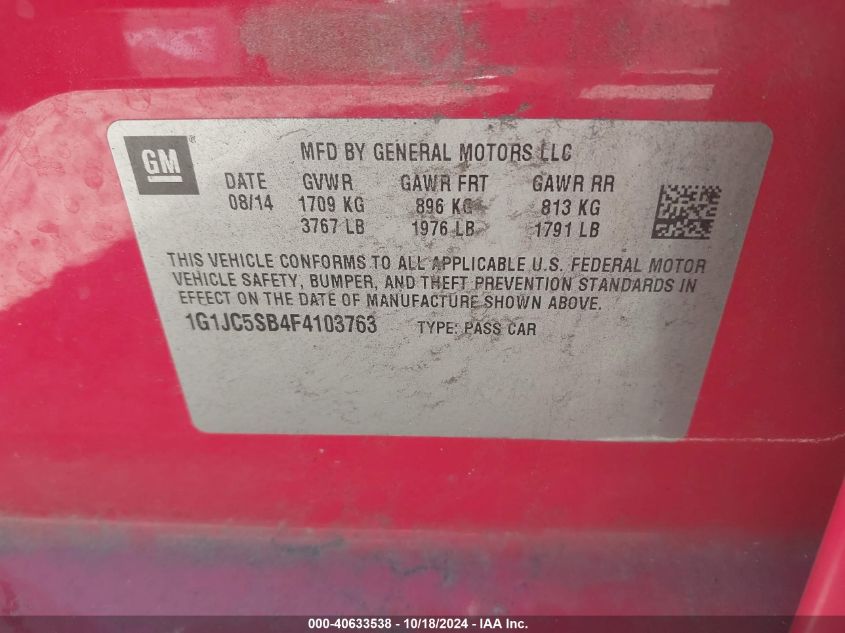 GM®
MFD BY GENERAL MOTORS LLC
DATE GVWR GAWR FRT GAWR RR
08/14 1709 KG 896 KG 813 KG
3767 LB 1976 LB 1791 LB
THIS VEHICLE CONFORMS TO ALL APPLICABLE U.S. FEDERAL MOTOR
VEHICLE SAFETY, BUMPER, AND THEFT PREVENTION STANDARDS IN
EFFECT ON THE DATE OF MANUFACTURE SHOWN ABOVE.
1G1JC5SB4F4103763 TYPE: PASS CAR
000-40633538 - 10/18/2024 - IAA Inc.